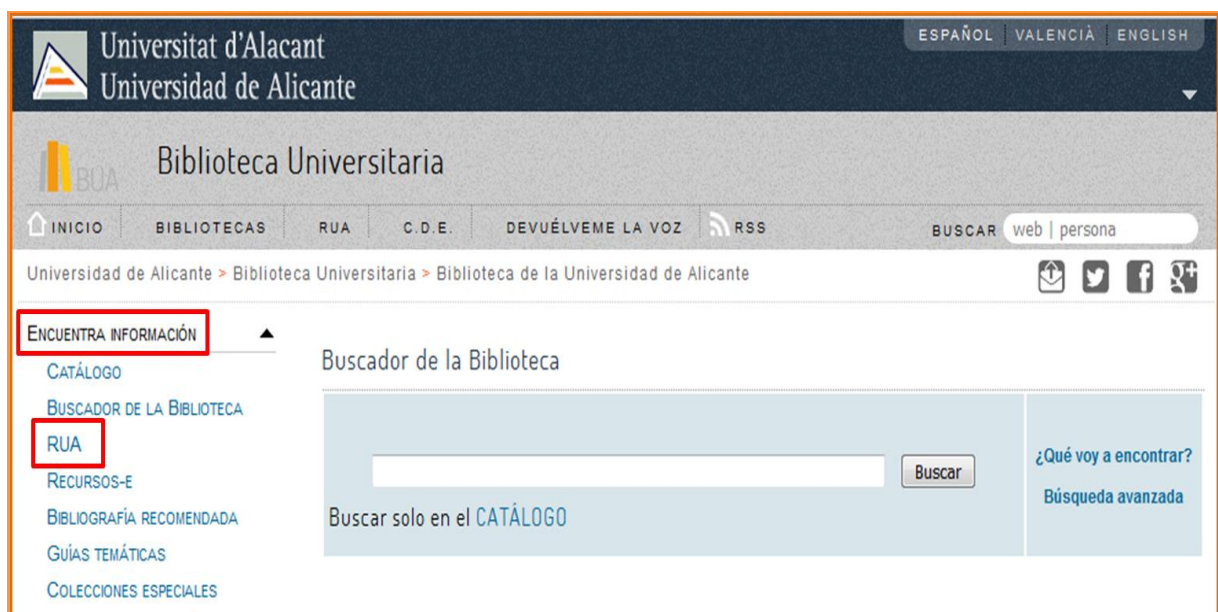 Universitat d'Alacant
Universidad de Alicante
ESPAÑOL VALENCIÀ ENGLISH
BUA
Biblioteca Universitaria
INICIO BIBLIOTECAS RUA C.D.E. DEVUÉLVEME LA VOZ RSS BUSCAR web | persona
Universidad de Alicante > Biblioteca Universitaria > Biblioteca de la Universidad de Alicante
ENCUENTRA INFORMACIÓN
CATÁLOGO
BUSCADOR DE LA BIBLIOTECA
RUA
RECURSOS-E
BIBLIOGRAFÍA RECOMENDADA
GUÍAS TEMÁTICAS
COLECCIONES ESPECIALES
Buscador de la Biblioteca
Buscar
Buscar solo en el CATÁLOGO
¿Qué voy a encontrar?
Búsqueda avanzada